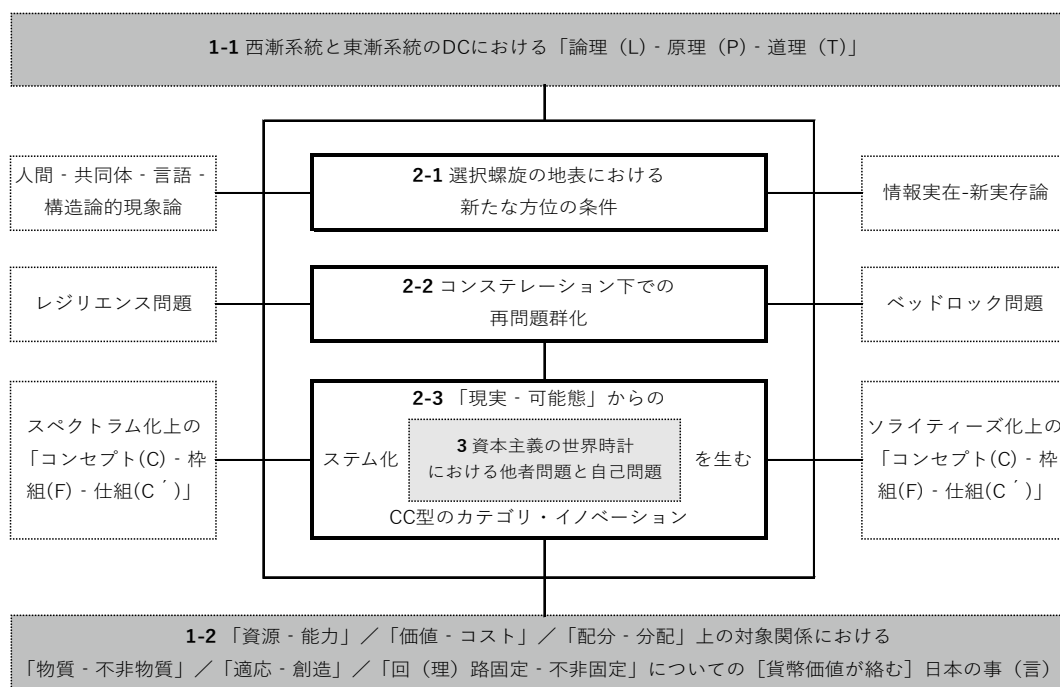 1-1 西漸系統と東漸系統のDCにおける「論理（L）‐原理（P）‐道理（T）」
人間‐共同体‐言語‐
構造論的現象論
2-1 選択螺旋の地表における
新たな方位の条件
情報実在-新実存論
レジリエンス問題
2-2 コンステレーション下での
再問題群化
ベッドロック問題
スペクトラム化上の
「コンセプト(C)‐枠
組(F)‐仕組(C´)」
2-3 「現実‐可能態」からの
ステム化
3 資本主義の世界時計
における他者問題と自己問題
を生む
CC型のカテゴリ・イノベーション
ソライティーズ化上の
「コンセプト(C)‐枠
組(F)‐仕組(C´)」
1-2 「資源‐能力」／「価値‐コスト」／「配分‐分配」上の対象関係における
「物質‐不非物質」／「適応‐創造」／「回（理）路固定‐不非固定」についての［貨幣価値が絡む］日本の事（言）